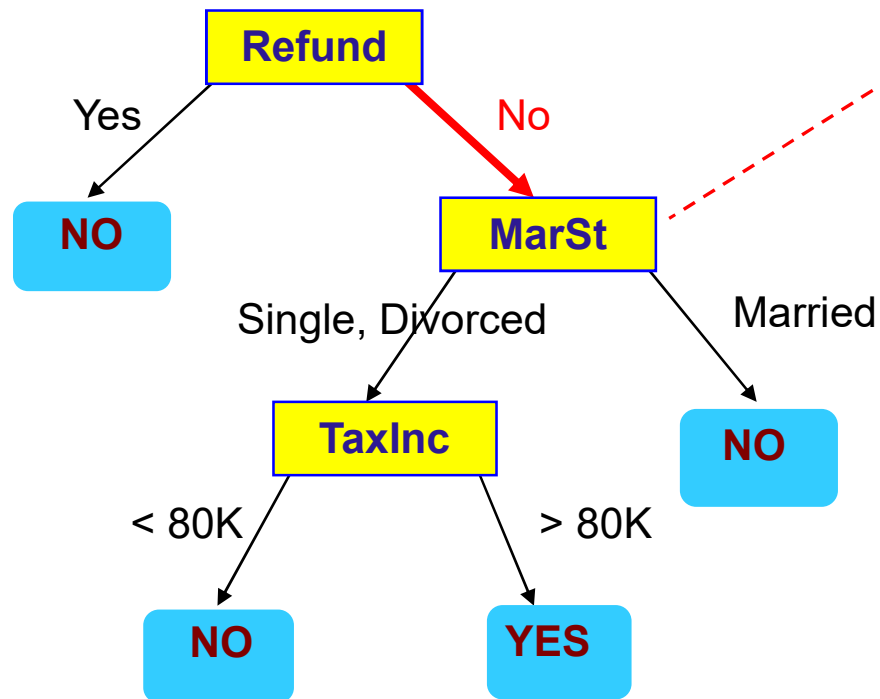 Refund
Yes
No
NO
MarSt
Single, Divorced
Married
TaxInc
NO
< 80K
> 80K
NO
YES